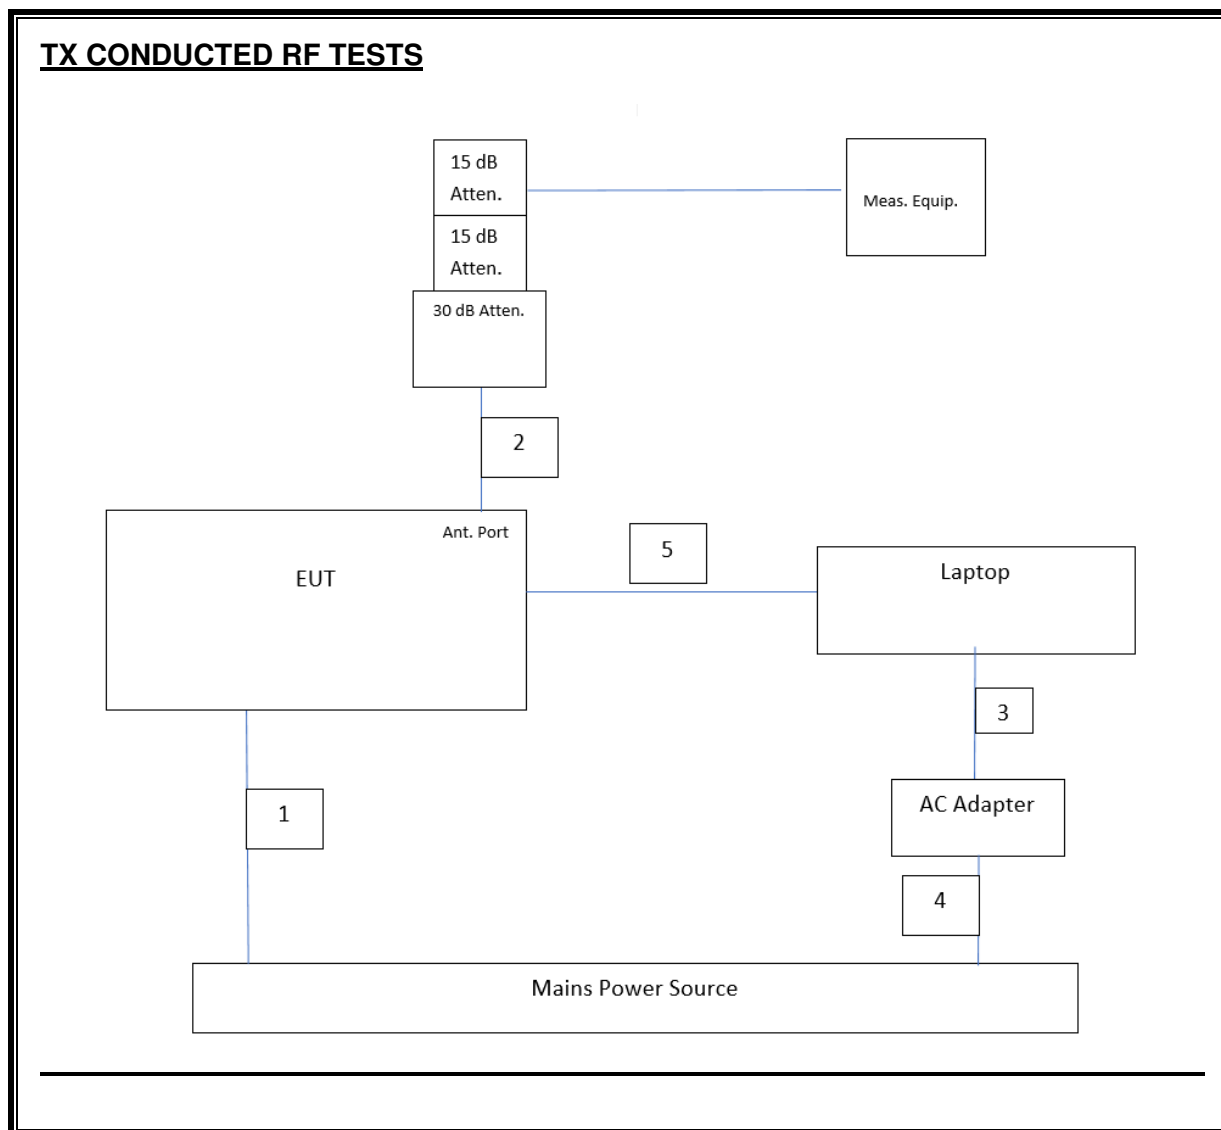 TX CONDUCTED RF TESTS
15 dB
Atten.
Meas. Equip.
15 dB
Atten.
30 dB Atten.
2
Ant. Port
EUT
5
Laptop
3
1
AC Adapter
4
Mains Power Source